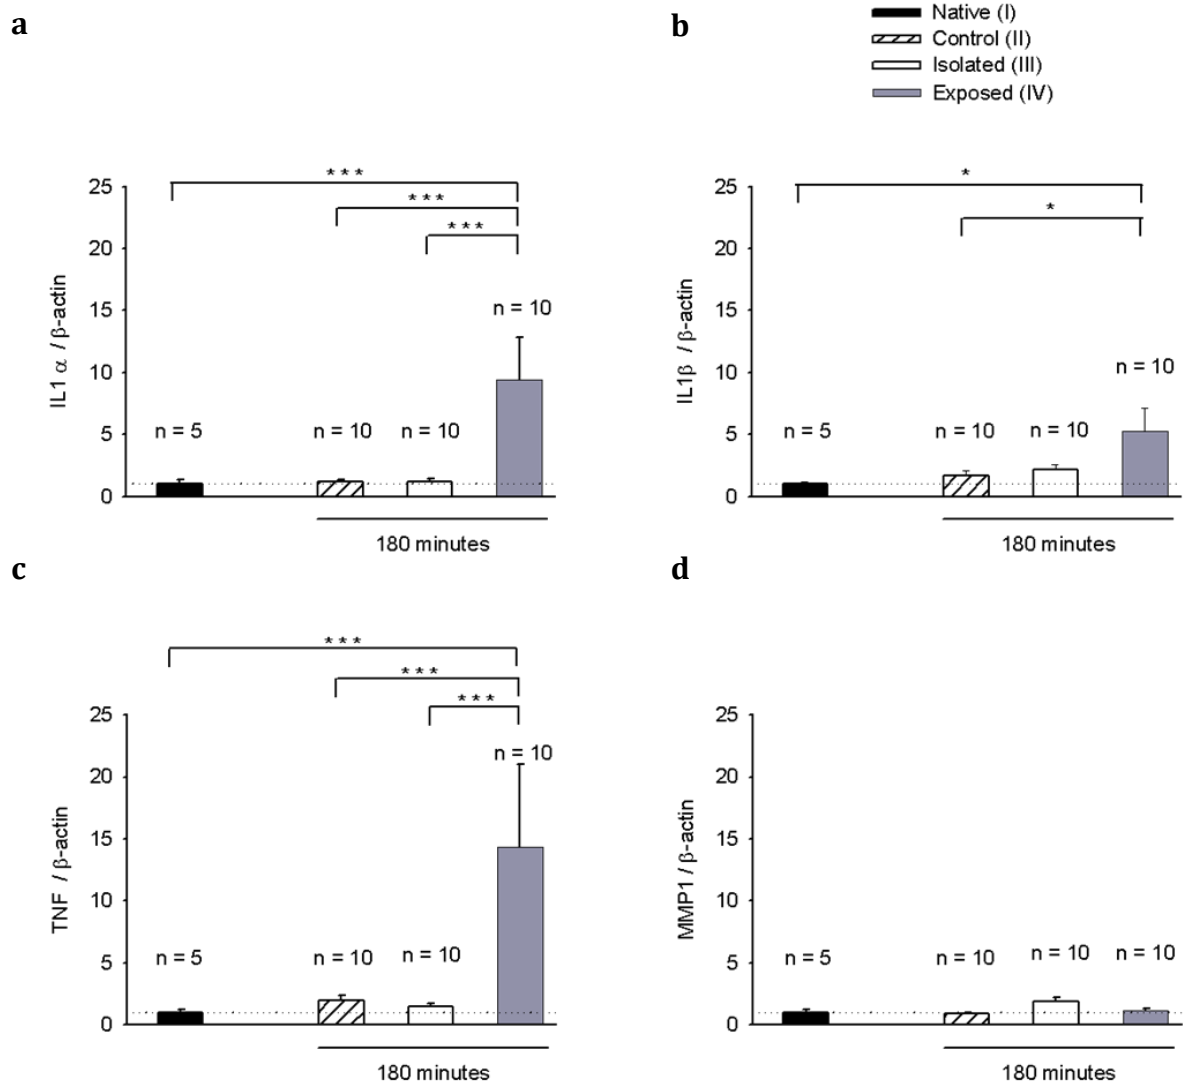 a
b
Native (I)
Control (II)
Isolated (III)
Exposed (IV)
25
20
15
10
5
0
IL1 α / β-actin
***
***
***
n = 5
n = 10
n = 10
n = 10
180 minutes
25
20
15
10
5
0
IL1β / β-actin
*
*
n = 5
n = 10
n = 10
n = 10
180 minutes
c
d
25
20
15
10
5
0
TNF / β-actin
***
***
***
n = 5
n = 10
n = 10
n = 10
180 minutes
25
20
15
10
5
0
MMP1 / β-actin
n = 5
n = 10
n = 10
n = 10
180 minutes